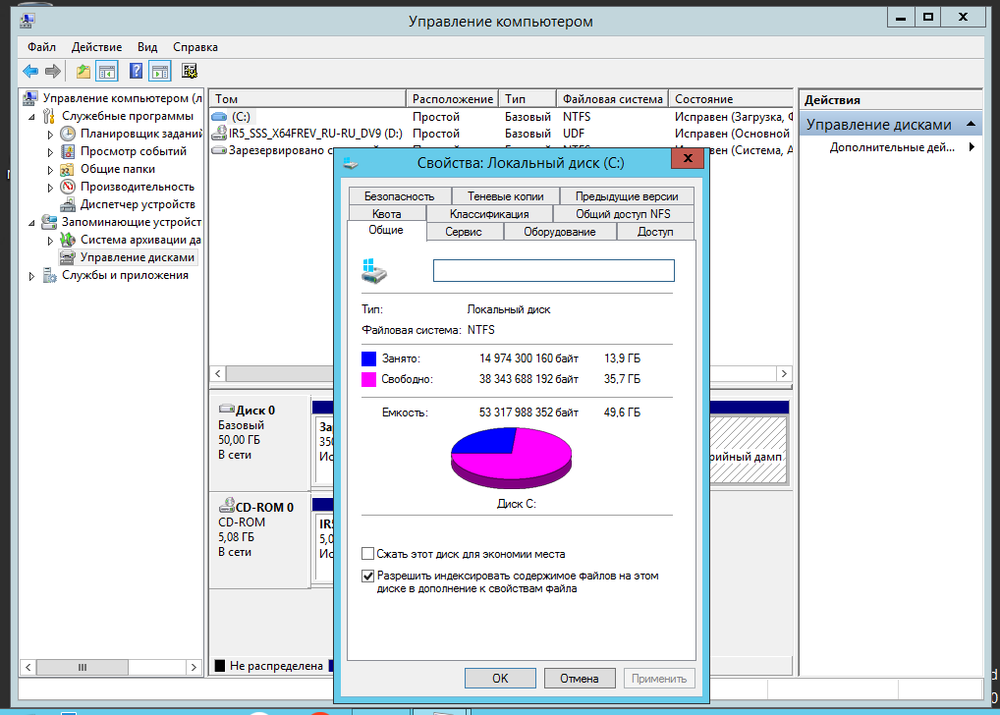 Управление компьютером
Файл Действие Вид Справка
Управление компьютером (л
Служебные программы
Планировщик заданий
Просмотр событий
Общие папки
Производительность
Диспетчер устройств
Запоминающие устройст
Система архивации да
Управление дисками
Службы и приложения
Том Расположение Тип Файловая система Состояние
(C:) Простой Базовый NTFS Исправен (Загрузка, Ф
IR5_SSS_X64FREV_RU-RU_DV9 (D:) Простой Базовый UDF Исправен (Основной
Зарезервировано с
вен (Система, А
Действия
Управление дисками
Дополнительные дей...
Свойства: Локальный диск (C:)
Безопасность Теневые копии Предыдущие версии
Квота Классификация Общий доступ NFS
Общие Сервис Оборудование Доступ
Тип: Локальный диск
Файловая система: NTFS
Занято: 14 974 300 160 байт 13,9 ГБ
Свободно: 38 343 688 192 байт 35,7 ГБ
Емкость: 53 317 988 352 байт 49,6 ГБ
Диск C:
Сжать этот диск для экономии места
Разрешить индексировать содержимое файлов на этом
диске в дополнение к свойствам файла
OK Отмена Применить
Диск 0
Базовый
50,00 ГБ
В сети
За
350
Ис
рийный дамп
CD-ROM 0
CD-ROM
5,08 ГБ
В сети
IR5
5,0
Ис
Не распределена